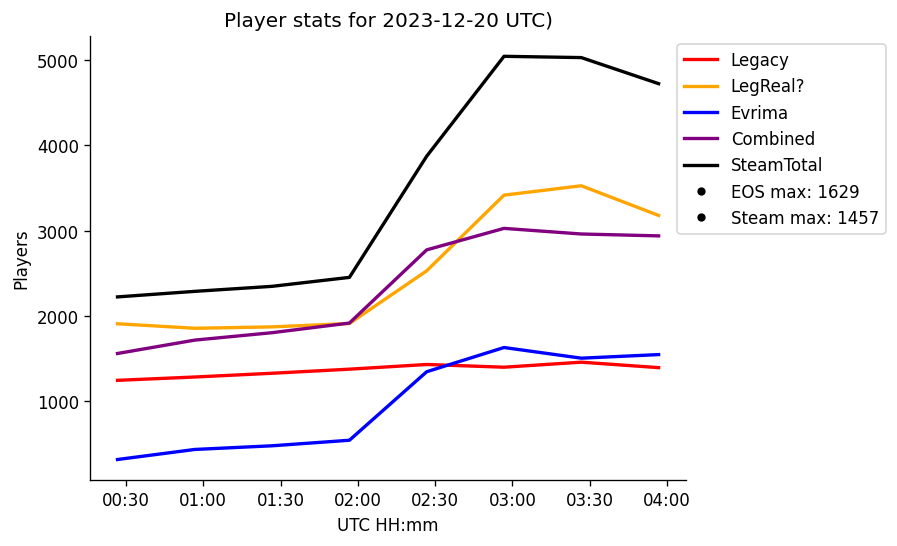 Player stats for 2023-12-20 UTC)
Legacy
LegReal?
Evrima
Combined
SteamTotal
EOS max: 1629
Steam max: 1457
Players
5000
4000
3000
2000
1000
00:30 01:00 01:30 02:00 02:30 03:00 03:30 04:00
UTC HH:mm